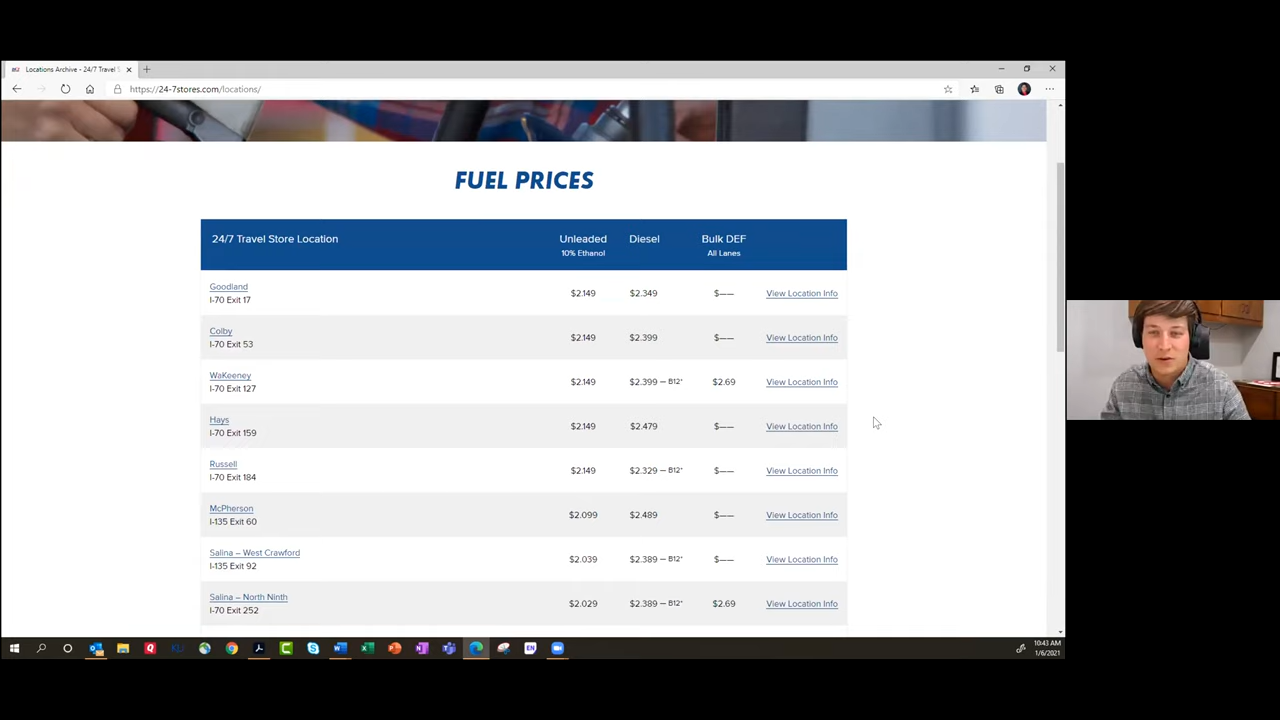 Locations Archive - 24/7 Travel S
https://24-7stores.com/locations/
FUEL PRICES
24/7 Travel Store Location Unleaded Diesel Bulk DEF
10% Ethanol All Lanes
Goodland
I-70 Exit 17 $2.149 $2.349 $-- View Location Info
Colby
I-70 Exit 53 $2.149 $2.399 $-- View Location Info
WaKeeney
I-70 Exit 127 $2.149 $2.399 – B12* $2.69 View Location Info
Hays
I-70 Exit 159 $2.149 $2.479 $-- View Location Info
Russell
I-70 Exit 184 $2.149 $2.329 – B12* $-- View Location Info
McPherson
I-135 Exit 60 $2.099 $2.489 $-- View Location Info
Salina – West Crawford
I-135 Exit 92 $2.039 $2.389 – B12* $-- View Location Info
Salina – North Ninth
I-70 Exit 252 $2.029 $2.389 – B12* $2.69 View Location Info
10:43 AM
1/6/2021